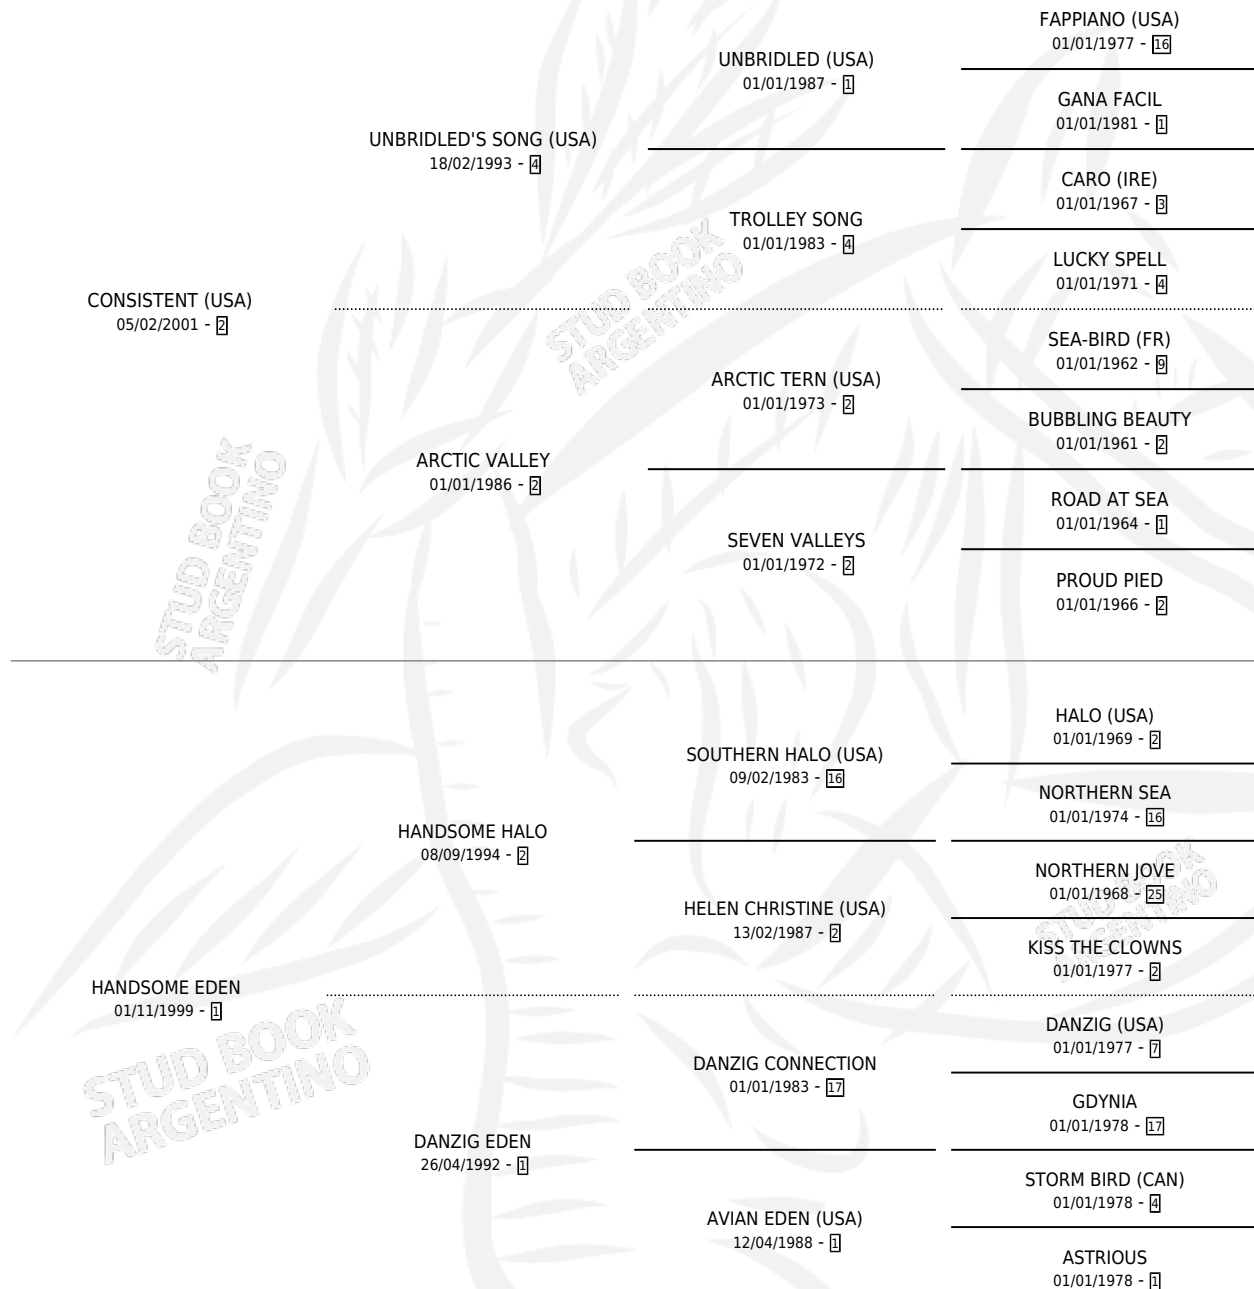 FAPPIANO (USA)
01/01/1977 - 16
UNBRIDLED (USA)
01/01/1987 - 1
GANA FACIL
01/01/1981 - 1
UNBRIDLED'S SONG (USA)
18/02/1993 - 4
CARO (IRE)
01/01/1967 - 3
TROLLEY SONG
01/01/1983 - 4
LUCKY SPELL
01/01/1971 - 4
CONSISTENT (USA)
05/02/2001 - 2
STUD BOOK
ARGENTINO
SEA-BIRD (FR)
01/01/1962 - 9
ARCTIC TERN (USA)
01/01/1973 - 2
BUBBLING BEAUTY
01/01/1961 - 2
ARCTIC VALLEY
01/01/1986 - 2
ROAD AT SEA
01/01/1964 - 1
SEVEN VALLEYS
01/01/1972 - 2
PROUD PIED
01/01/1966 - 2
STUD BOOK
ARGENTINO
HALO (USA)
01/01/1969 - 2
SOUTHERN HALO (USA)
09/02/1983 - 16
NORTHERN SEA
01/01/1974 - 16
HANDSOME HALO
08/09/1994 - 2
NORTHERN JOVE
01/01/1968 - 25
HELEN CHRISTINE (USA)
13/02/1987 - 2
KISS THE CLOWNS
01/01/1977 - 2
STUD BOOK
ARGENTINO
HANDSOME EDEN
01/11/1999 - 1
DANZIG (USA)
01/01/1977 - 7
DANZIG CONNECTION
01/01/1983 - 17
GDYNIA
01/01/1978 - 17
STUD BOOK
ARGENTINO
DANZIG EDEN
26/04/1992 - 1
STORM BIRD (CAN)
01/01/1978 - 4
AVIAN EDEN (USA)
12/04/1988 - 1
ASTRIOUS
01/01/1978 - 1